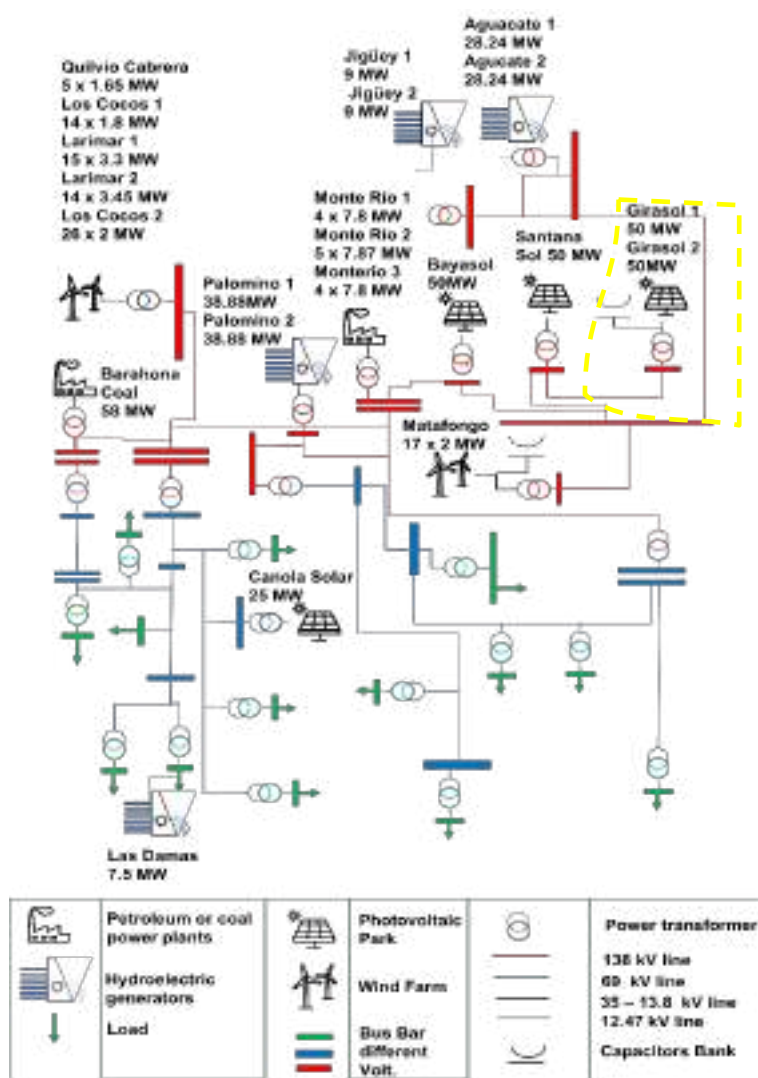 Quilvio Cabrera
5 x 1.65 MW
Los Cocos 1
14 x 1.8 MW
Larimar 1
15 x 3.3 MW
Larimar 2
14 x 3.45 MW
Los Cocos 2
26 x 2 MW
Jigüey 1
9 MW
Jigüey 2
9 MW
Aguacate 1
28.24 MW
Agucate 2
28.24 MW
Monte Rio 1
4 x 7.8 MW
Monte Rio 2
5 x 7.87 MW
Monterio 3
4 x 7.8 MW
Palomino 1
38.88MW
Palomino 2
38.88 MW
Bayasol
50MW
Santana
Sol 50 MW
Girasol 1
50 MW
Girasol 2
50MW
Barahona
Coal
58 MW
Matafongo
17 x 2 MW
Canola Solar
25 MW
Las Damas
7.5 MW
Petroleum or coal
power plants
Hydroelectric
generators
Load
Photovoltaic
Park
Wind Farm
Bus Bar
different
Volt.
Power transformer
138 kV line
69 kV line
35 – 13.8 kV line
12.47 kV line
Capacitors Bank